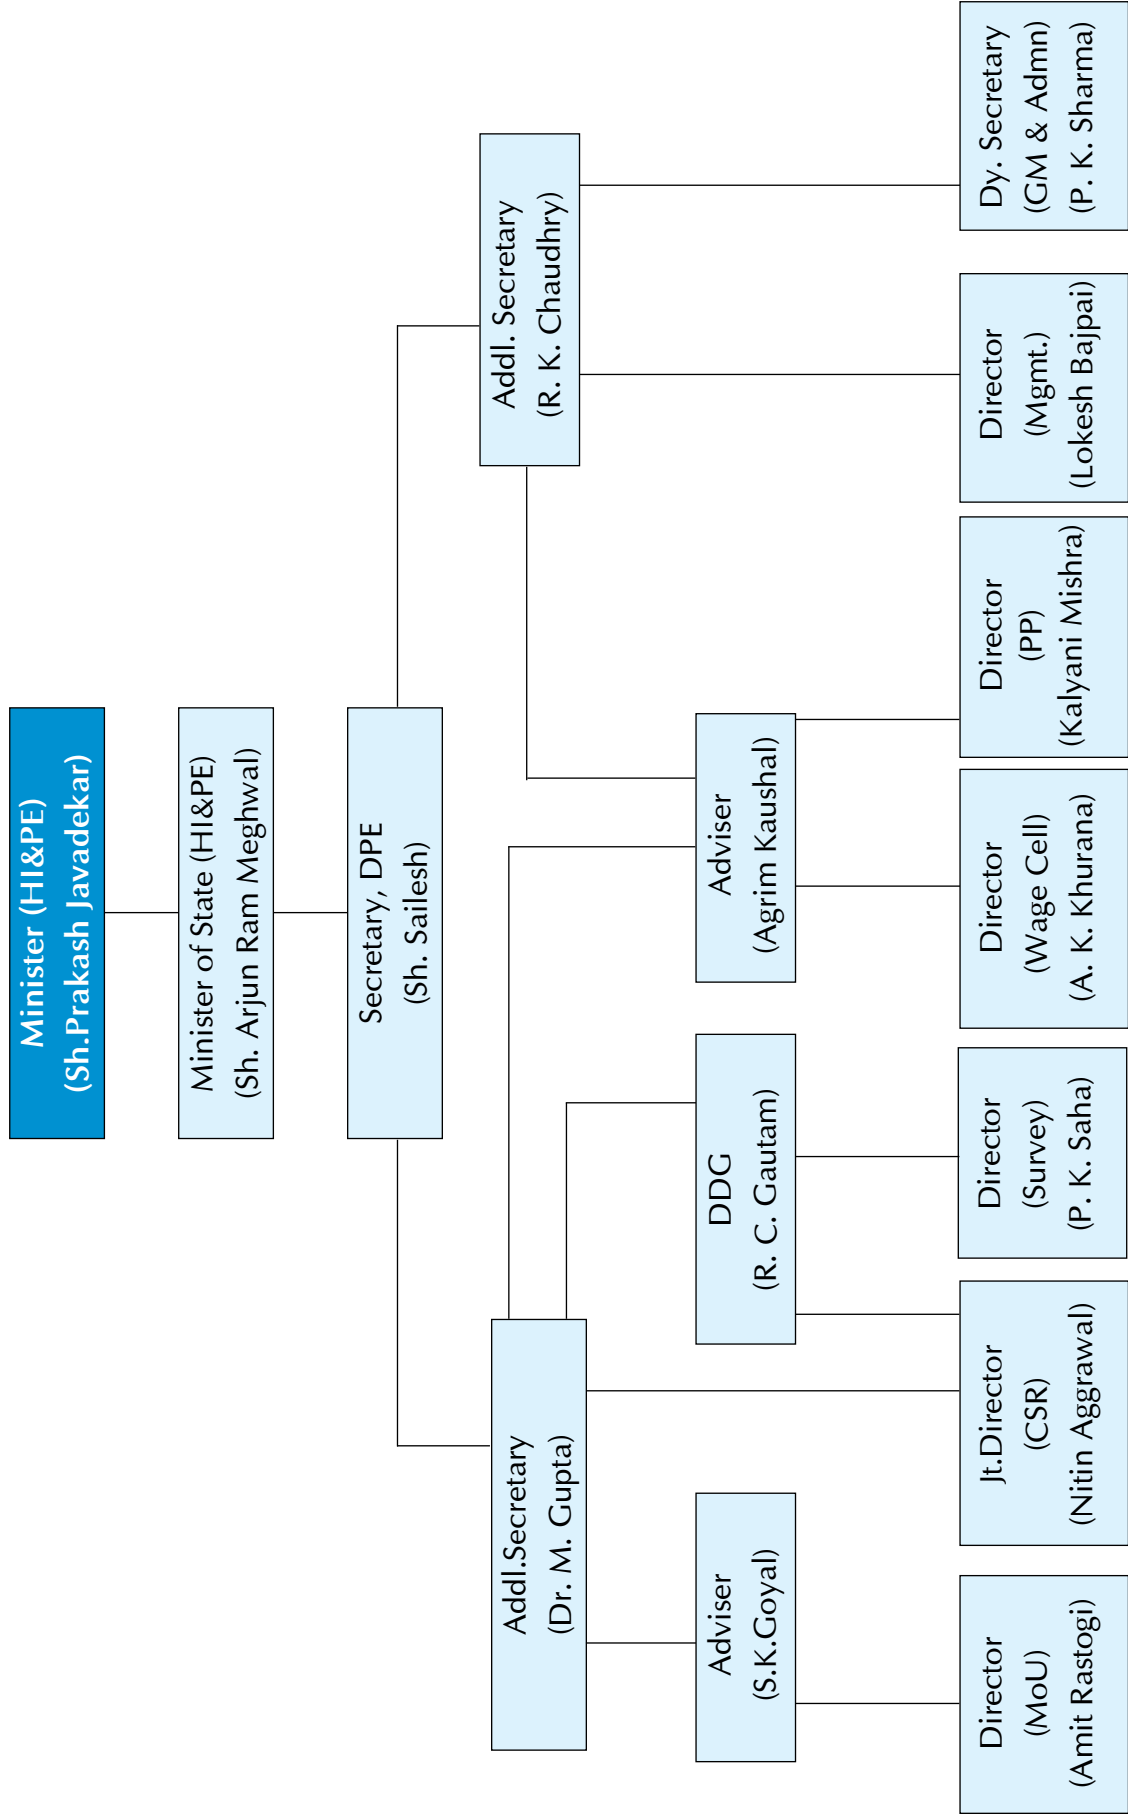 Minister (HI&PE)
(Sh.Prakash Javadekar)
Minister of State (HI&PE)
(Sh. Arjun Ram Meghwal)
Secretary, DPE
(Sh. Sailesh)
Addl.Secretary
(Dr. M. Gupta)
Addl. Secretary
(R. K. Chaudhry)
Adviser
(S.K.Goyal)
DDG
(R. C. Gautam)
Adviser
(Agrim Kaushal)
Director
(MoU)
(Amit Rastogi)
Jt.Director
(CSR)
(Nitin Aggrawal)
Director
(Survey)
(P. K. Saha)
Director
(Wage Cell)
(A. K. Khurana)
Director
(PP)
(Kalyani Mishra)
Director
(Mgmt.)
(Lokesh Bajpai)
Dy. Secretary
(GM & Admn)
(P. K. Sharma)